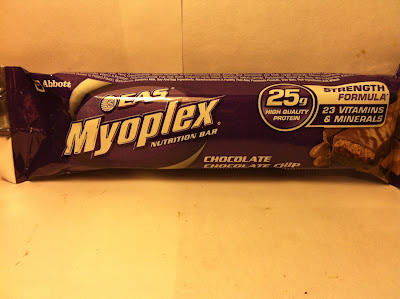 Abbott
EAS
Myoplex
NUTRITION BAR
25g
HIGH QUALITY
PROTEIN
STRENGTH
FORMULA
23 VITAMINS
& MINERALS
CHOCOLATE
CHOCOLATE CHIP